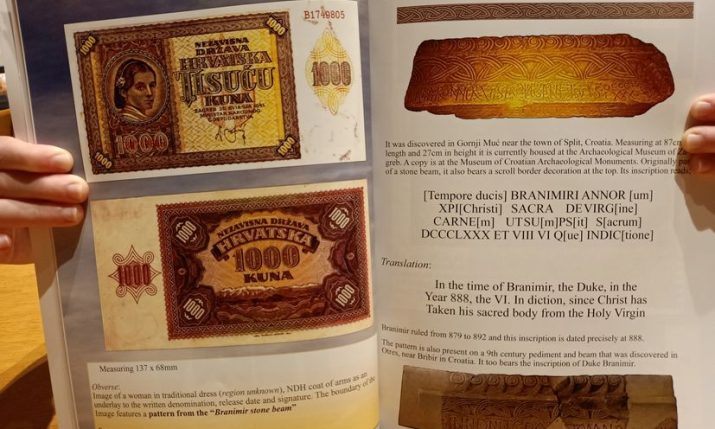 1000
B1749805
1000
NEZAVISNA
DRŽAVA
HRVATSKA
TISUĆU
KUNA
MINISTAR
1000
1000
1000
1000
NEZAVISNA DRŽAVA
HRVATSKA
1000
KUNA
1000
1000
1000
Measuring 137 x 68mm
Obverse:
Image of a woman in traditional dress (region unknown), NDH coat of arms as an
underlay to the written denomination, release date and signature. The boundary of the
Image features a pattern from the "Branimir stone beam"
It was discovered in Gornji Muć near the town of Split, Croatia. Measuring at 87cm
length and 27cm in height it is currently housed at the Archaeological Museum of
greb. A copy is at the Museum of Croatian Archaeological Monuments. Originally
of a stone beam, it also bears a scroll border decoration at the top. Its inscription reads:
[Tempore ducis] BRANIMIRI ANNOR [um]
XPI[Christi] SACRA DEVIRG[ine]
CARNE[m] UTSU[m]PS[it] S[acrum]
DCCCLXXX ET VIII VI Q[ue] INDIC[tione]
Translation:
In the time of Branimir, the Duke, in the
Year 888, the VI. In diction, since Christ has
Taken his sacred body from the Holy Virgin
Branimir ruled from 879 to 892 and this inscription is dated precisely at 888.
The pattern is also present on a 9th century pediment and beam that was discovered in
Otres, near Bribir in Croatia. It too bears the inscription of Duke Branimir.